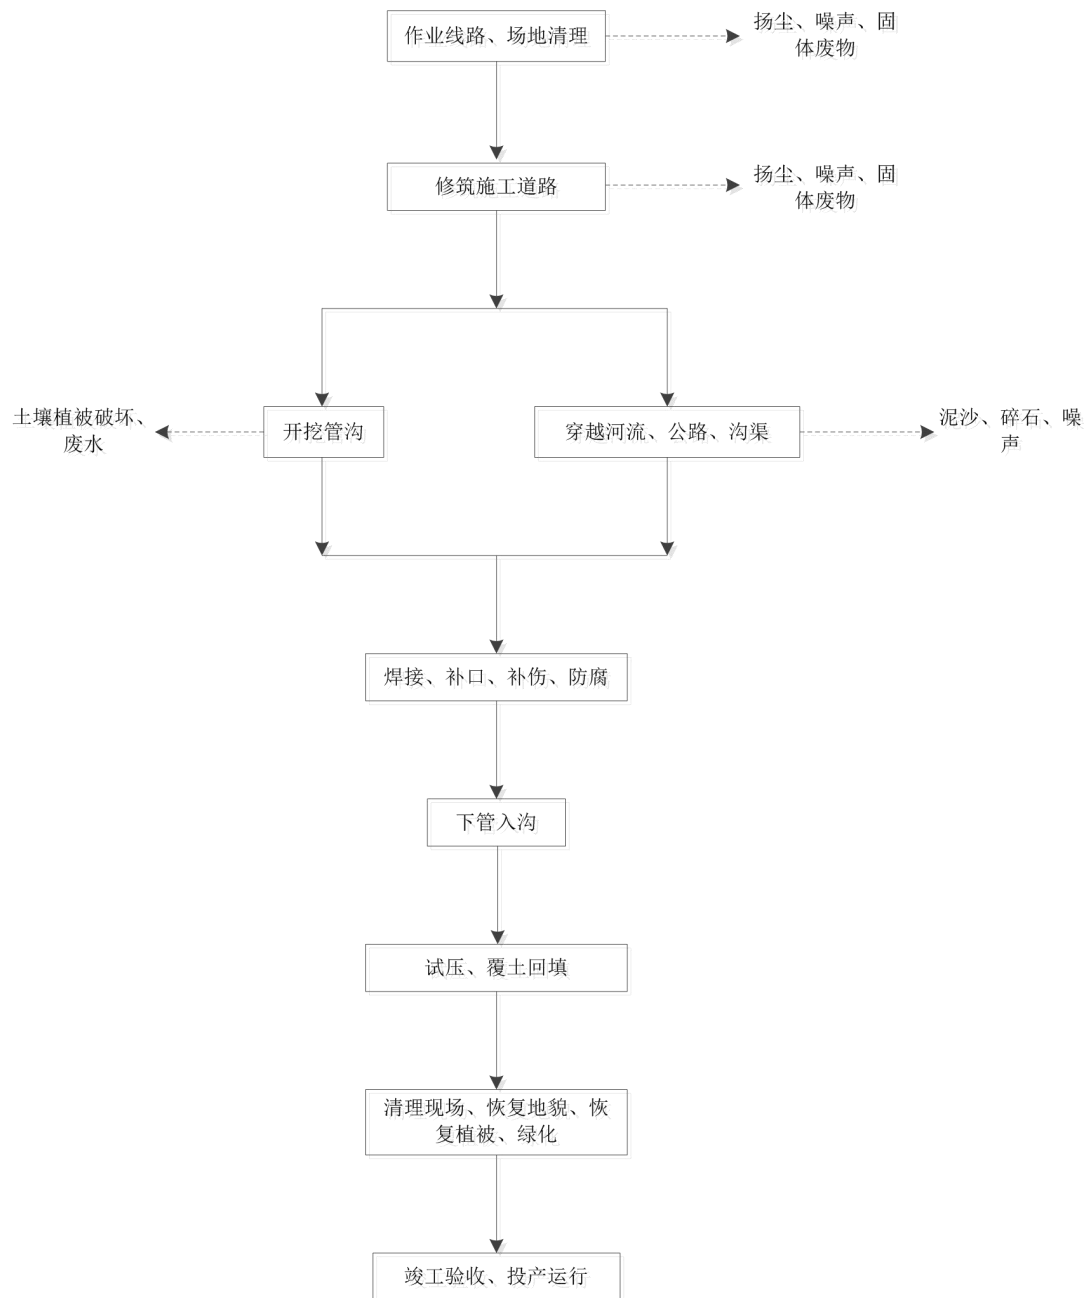 作业线路、场地清理
扬尘、噪声、固
体废物
修筑施工道路
扬尘、噪声、固
体废物
土壤植被破坏、
废水
开挖管沟
穿越河流、公路、沟渠
泥沙、碎石、噪
声
焊接、补口、补伤、防腐
下管入沟
试压、覆土回填
清理现场、恢复地貌、恢
复植被、绿化
竣工验收、投产运行